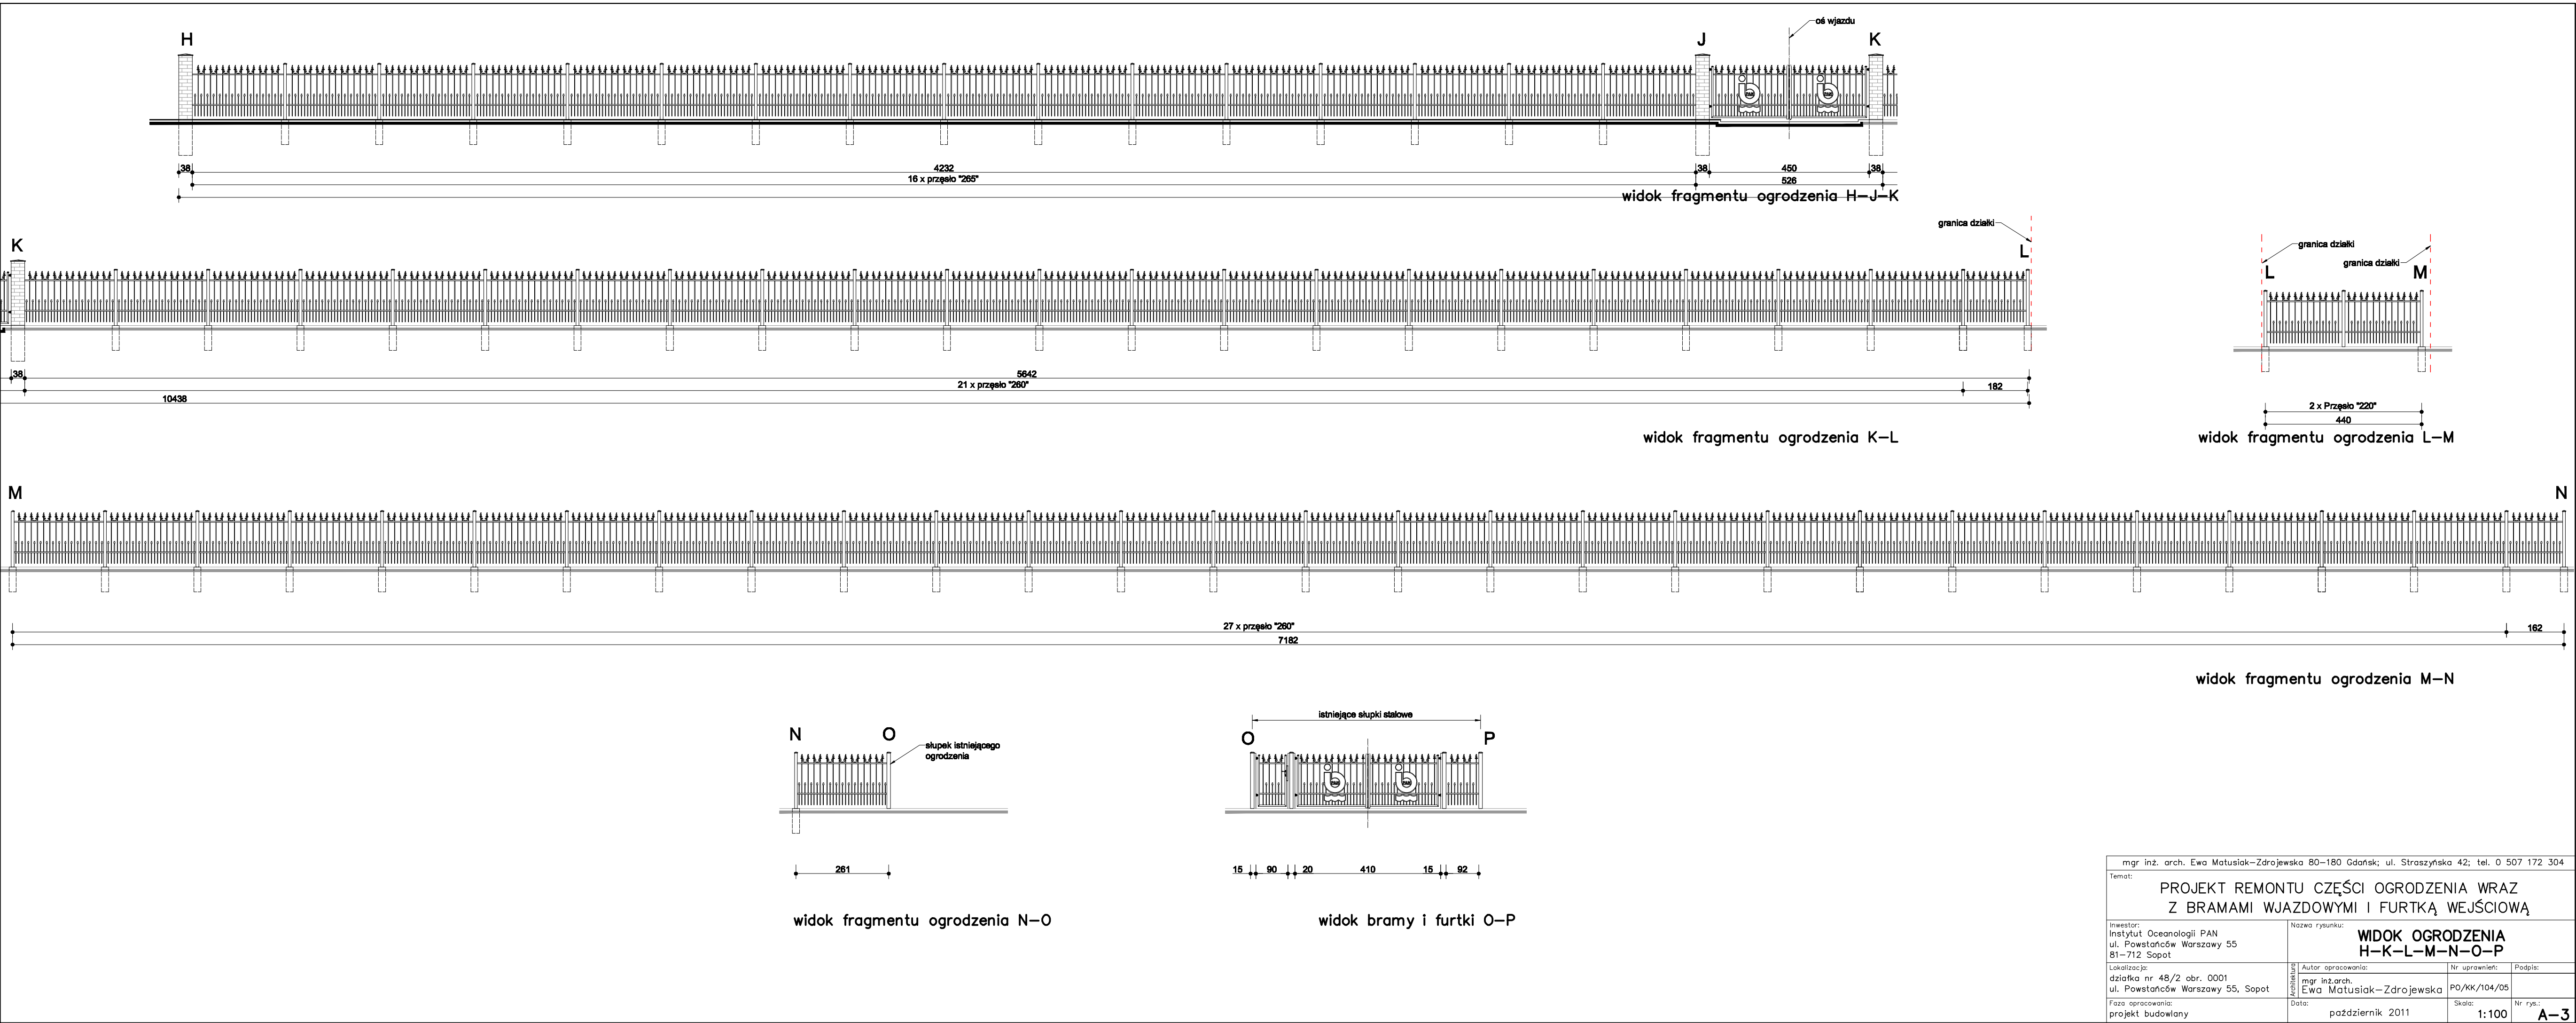 oś wjazdu
H
J
K
38
4232
38
450
38
16 x przęsło "265"
526
widok fragmentu ogrodzenia H-J-K
granica działki
K
L
38
5642
21 x przęsło "260"
182
10438
widok fragmentu ogrodzenia K-L
granica działki
granica działki
L
M
2 x Przęsło "220"
440
widok fragmentu ogrodzenia L-M
M
N
27 x przęsło "260"
162
7182
widok fragmentu ogrodzenia M-N
N
O
słupek istniejącego
ogrodzenia
261
widok fragmentu ogrodzenia N-O
istniejące słupki stalowe
O
P
15
90
20
410
15
92
widok bramy i furtki O-P
mgr inż. arch. Ewa Matusiak-Zdrojewska 80-180 Gdańsk; ul. Straszyńska 42; tel. 0 507 172 304
Temat:
PROJEKT REMONTU CZĘŚCI OGRODZENIA WRAZ
Z BRAMAMI WJAZDOWYMI I FURTKĄ WEJŚCIOWĄ
Inwestor:
Instytut Oceanologii PAN
ul. Powstańców Warszawy 55
81-712 Sopot
Nazwa rysunku:
WIDOK OGRODZENIA
H-K-L-M-N-O-P
Lokalizacja:
działka nr 48/2 obr. 0001
ul. Powstańców Warszawy 55, Sopot
Architektura
Autor opracowania:
mgr inż.arch.
Ewa Matusiak-Zdrojewska
Nr uprawnień:
PO/KK/104/05
Podpis:
Faza opracowania:
projekt budowlany
Data:
październik 2011
Skala:
1:100
Nr rys.:
A-3